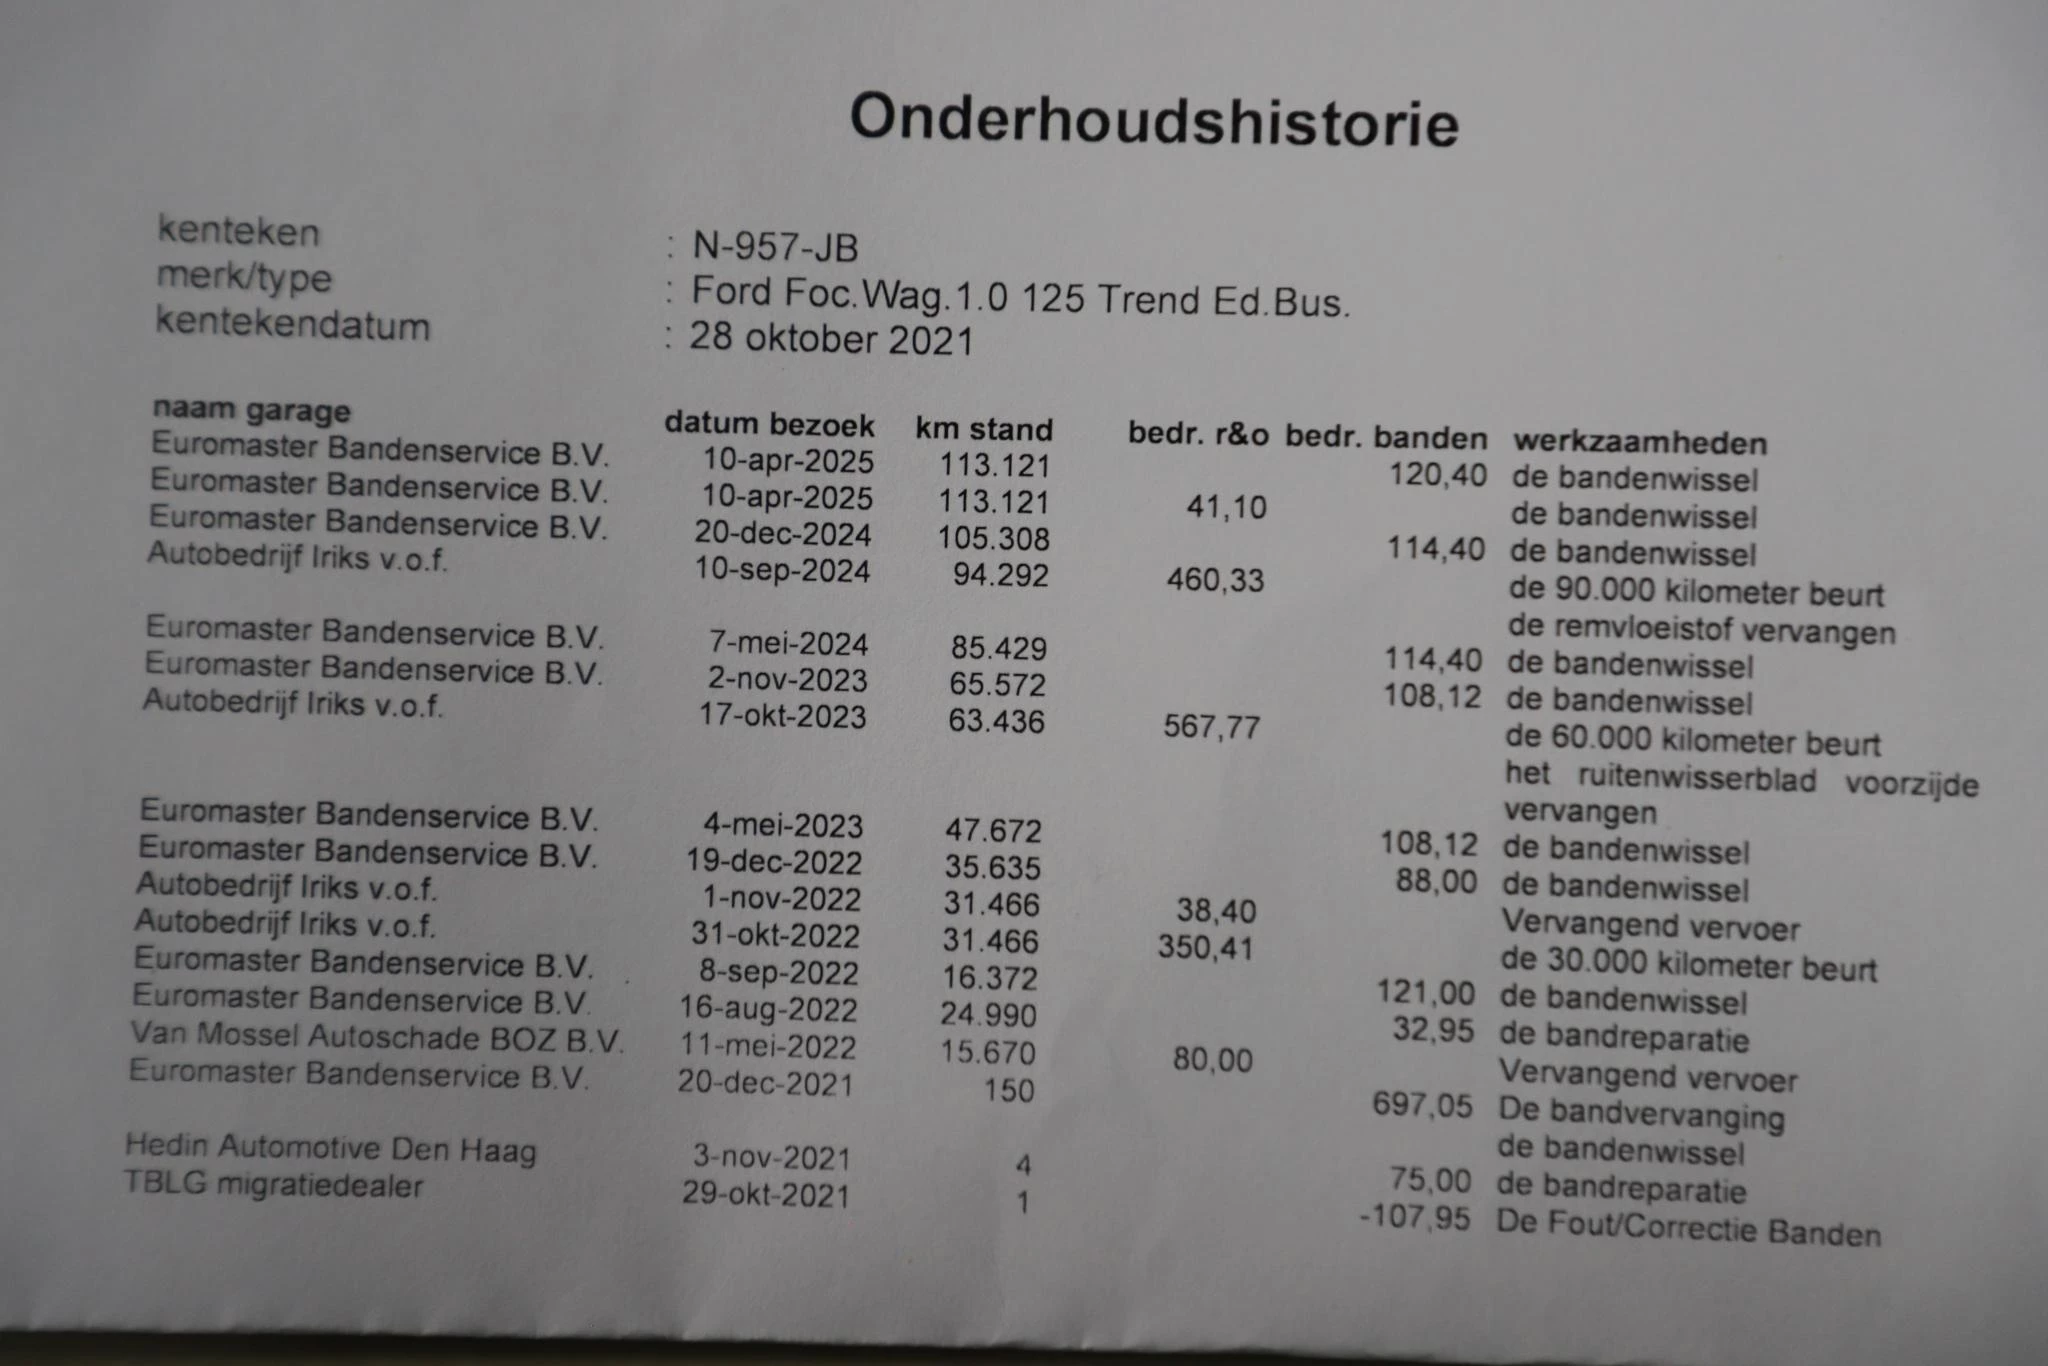 Onderhoudshistorie
kenteken : N-957-JB
merk/type : Ford Foc.Wag.1.0 125 Trend Ed.Bus.
kentekendatum : 28 oktober 2021
naam garage datum bezoek km stand bedr. r&o bedr. banden werkzaamheden
Euromaster Bandenservice B.V. 10-apr-2025 113.121 120,40 de bandenwissel
Euromaster Bandenservice B.V. 10-apr-2025 113.121 41,10 de bandenwissel
Euromaster Bandenservice B.V. 20-dec-2024 105.308 114,40 de bandenwissel
Autobedrijf Iriks v.o.f. 10-sep-2024 94.292 460,33 de 90.000 kilometer beurt
de remvloeistof vervangen
Euromaster Bandenservice B.V. 7-mei-2024 85.429 114,40 de bandenwissel
Euromaster Bandenservice B.V. 2-nov-2023 65.572 108,12 de bandenwissel
Autobedrijf Iriks v.o.f. 17-okt-2023 63.436 567,77 de 60.000 kilometer beurt
het ruitenwisserblad voorzijde
vervangen
Euromaster Bandenservice B.V. 4-mei-2023 47.672 108,12 de bandenwissel
Euromaster Bandenservice B.V. 19-dec-2022 35.635 88,00 de bandenwissel
Autobedrijf Iriks v.o.f. 1-nov-2022 31.466 38,40 Vervangend vervoer
Autobedrijf Iriks v.o.f. 31-okt-2022 31.466 350,41 de 30.000 kilometer beurt
Euromaster Bandenservice B.V. 8-sep-2022 16.372 121,00 de bandenwissel
Euromaster Bandenservice B.V. 16-aug-2022 24.990 32,95 de bandreparatie
Van Mossel Autoschade BOZ B.V. 11-mei-2022 15.670 80,00 Vervangend vervoer
Euromaster Bandenservice B.V. 20-dec-2021 150 697,05 De bandvervanging
de bandenwissel
Hedin Automotive Den Haag 3-nov-2021 4 75,00 de bandreparatie
TBLG migratiedealer 29-okt-2021 1 -107,95 De Fout/Correctie Banden